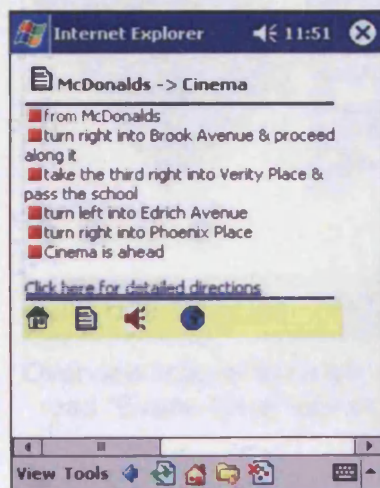 Internet Explorer 11:51
McDonalds -> Cinema
from McDonalds
turn right into Brook Avenue & proceed
along it
take the third right into Verity Place &
pass the school
turn left into Edrich Avenue
turn right into Phoenix Place
Cinema is ahead
Click here for detailed directions
View Tools